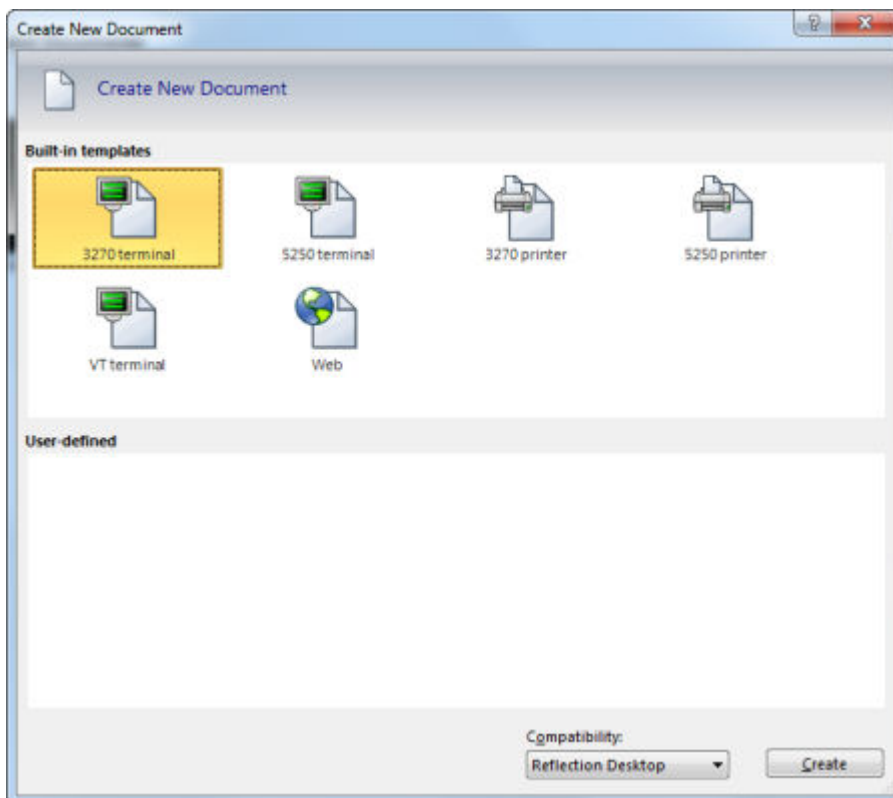 Create New Document
Create New Document
Built-in templates
3270 terminal
5250 terminal
3270 printer
5250 printer
VT terminal
Web
User-defined
Compatibility:
Reflection Desktop
Create